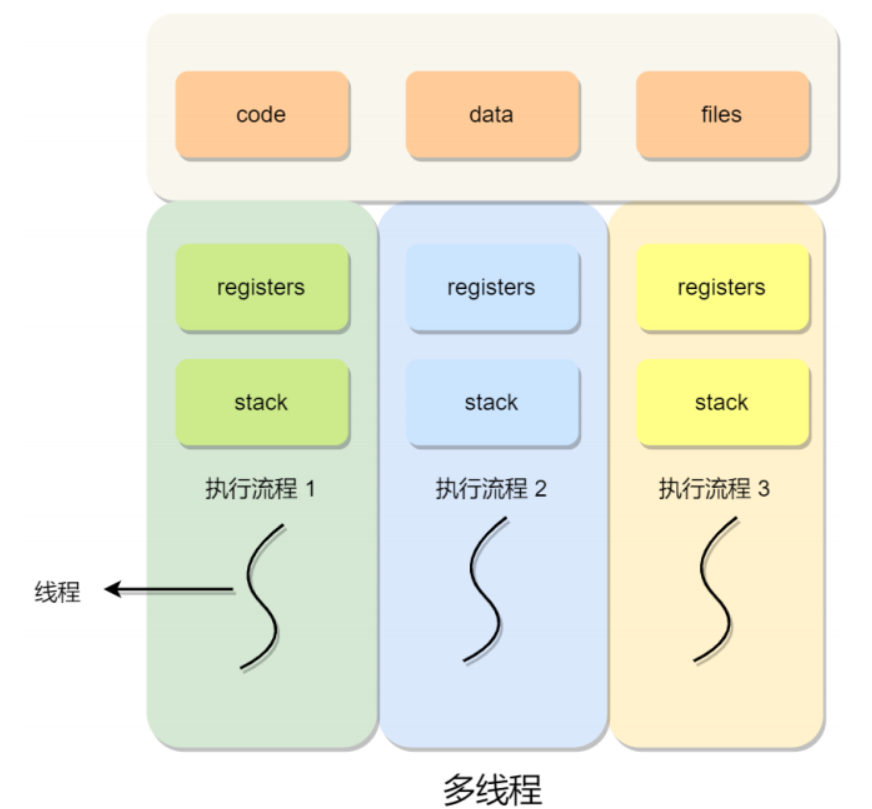 code data files
registers registers registers
stack stack stack
执行流程 1 执行流程 2 执行流程 3
线程
多线程